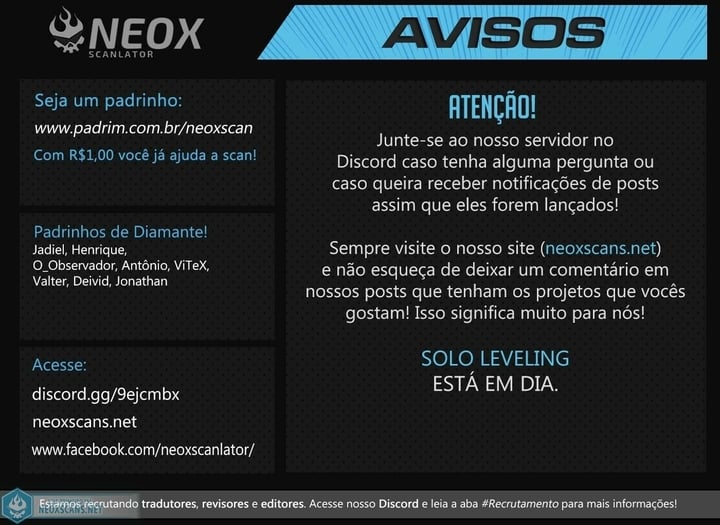 NEOX
SCANLATOR
AVISOS
Seja um padrinho:
www.padrim.com.br/neoxscan
Com R$1,00 você já ajuda a scan!
Padrinhos de Diamante!
Jadiel, Henrique,
O_Observador, Antônio, ViTeX,
Valter, Deivid, Jonathan
Acesse:
discord.gg/9ejcmbx
neoxscans.net
www.facebook.com/neoxscanlator/
ATENÇÃO!
Junte-se ao nosso servidor no
Discord caso tenha alguma pergunta ou
caso queira receber notificações de posts
assim que eles forem lançados!
Sempre visite o nosso site (neoxscans.net)
e não esqueça de deixar um comentário em
nossos posts que tenham os projetos que vocês
gostam! Isso significa muito para nós!
SOLO LEVELING
ESTÁ EM DIA.
Estamos recrutando tradutores, revisores e editores. Acesse nosso Discord e leia a aba #Recrutamento para mais informações!
NEOXSCANS.NET